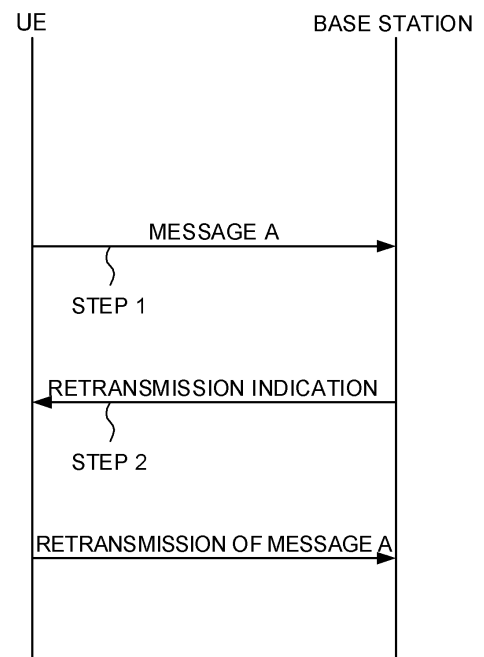 UE
BASE STATION
MESSAGE A
STEP 1
RETRANSMISSION INDICATION
STEP 2
RETRANSMISSION OF MESSAGE A